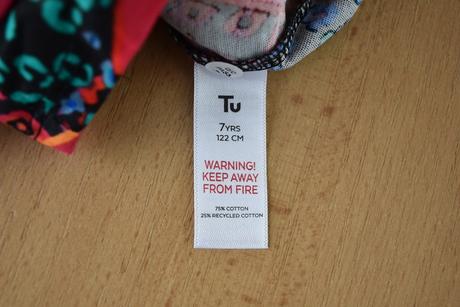 Tu
7YRS
122 CM
WARNING!
KEEP AWAY
FROM FIRE
75% COTTON
25% RECYCLED COTTON